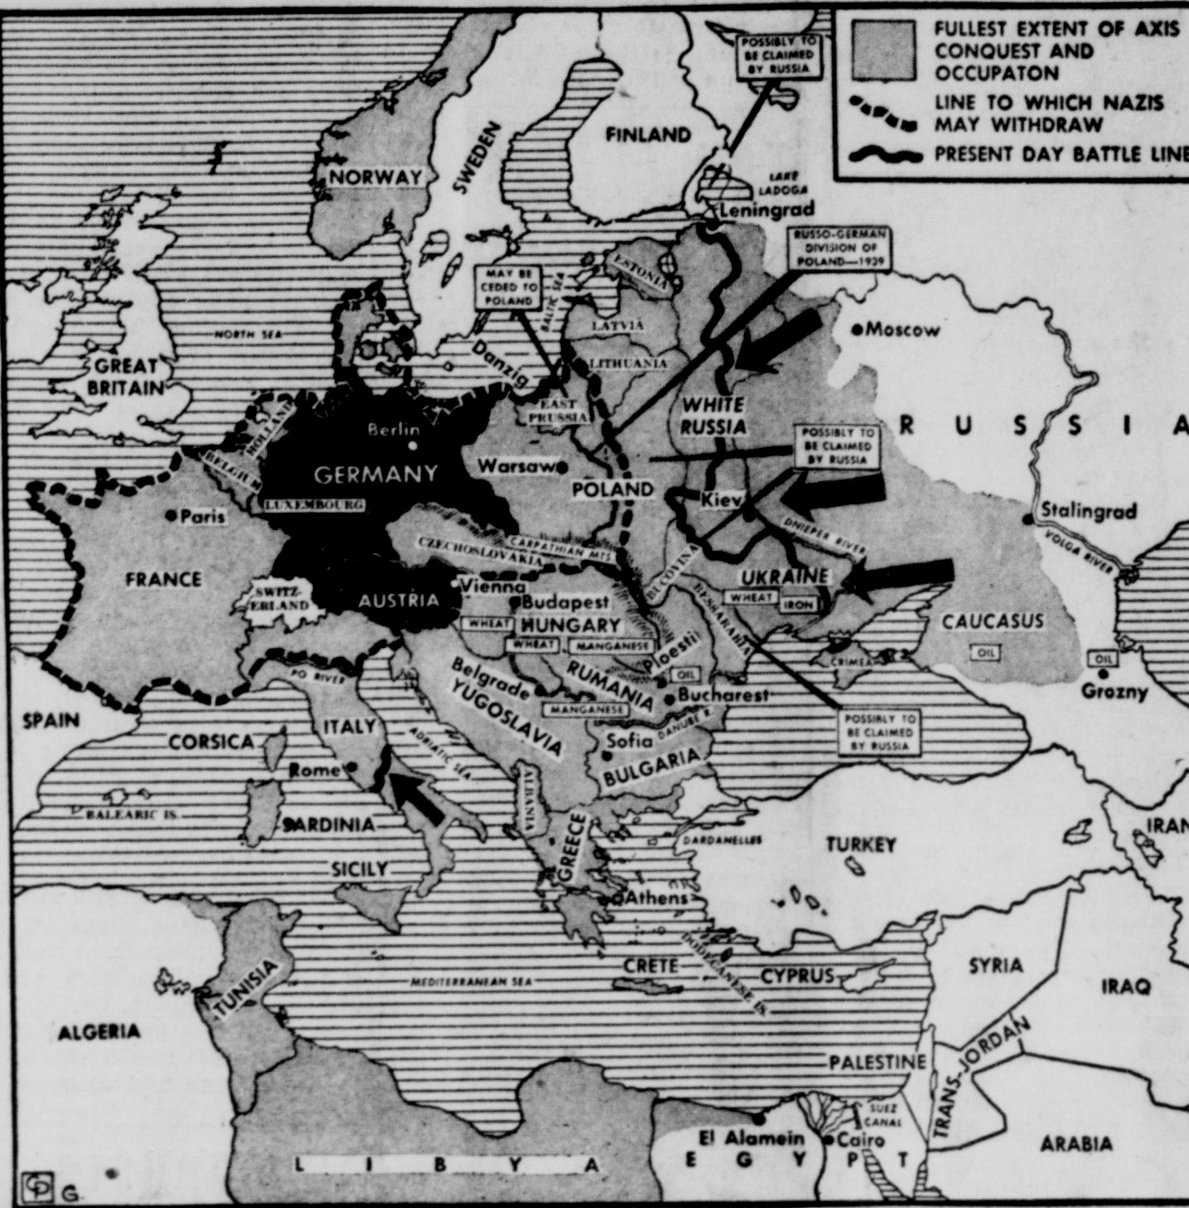 FULLEST EXTENT OF AXIS
CONQUEST AND
OCCUPATON
LINE TO WHICH NAZIS
MAY WITHDRAW
PRESENT DAY BATTLE LINE
POSSIBLY TO
BE CLAIMED
BY RUSSIA
FINLAND
SWEDEN
NORWAY
LAKE
LADOGA
Leningrad
RUSSO-GERMAN
DIVISION OF
POLAND—1939
MAY BE
CEDED TO
POLAND
ESTONIA
BALTIC SEA
LATVIA
LITHUANIA
Moscow
NORTH SEA
GREAT
BRITAIN
Danzig
EAST
PRUSSIA
WHITE
RUSSIA
RUSSIA
HOLLAND
BELGIUM
LUXEMBOURG
Berlin
GERMANY
Warsaw
POLAND
POSSIBLY TO
BE CLAIMED
BY RUSSIA
Kiev
DNIEPER RIVER
Stalingrad
VOLGA RIVER
Paris
FRANCE
SWITZ-
ERLAND
CZECHOSLOVAKIA
CARPATHIAN MTS.
BUCOVINA
BESSARABIA
UKRAINE
WHEAT
IRON
AUSTRIA
Vienna
Budapest
HUNGARY
WHEAT
WHEAT
MANGANESE
CAUCASUS
OIL
OIL
Grozny
CRIMEA
PO RIVER
Belgrade
YUGOSLAVIA
RUMANIA
MANGANESE
Ploesti
OIL
Bucharest
DANUBE R.
POSSIBLY TO
BE CLAIMED
BY RUSSIA
SPAIN
CORSICA
ITALY
Rome
ADRIATIC SEA
Sofia
BULGARIA
ALBANIA
BALEARIC IS.
SARDINIA
SICILY
GREECE
Athens
DARDANELLES
TURKEY
IRAN
CRETE
DODECANESE IS.
CYPRUS
SYRIA
IRAQ
MEDITERRANEAN SEA
ALGERIA
TUNISIA
PALESTINE
TRANS-JORDAN
SUEZ
CANAL
El Alamein
Cairo
LIBYA
EGYPT
ARABIA
CP G.